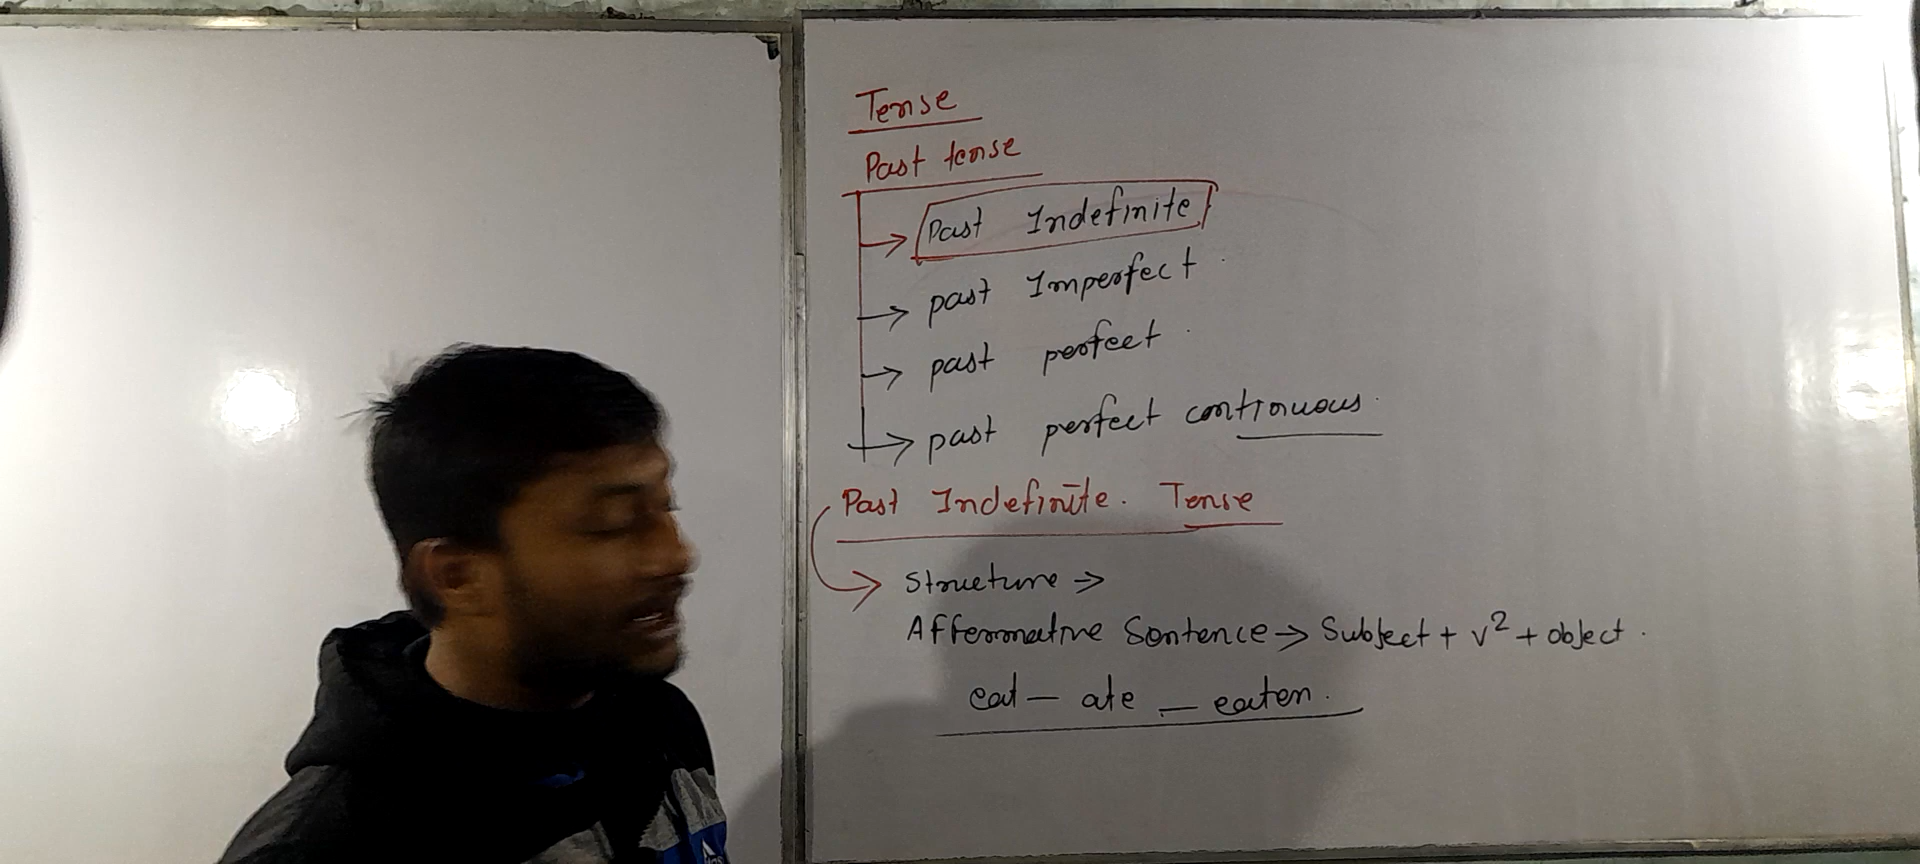 Tense
Past tense
Past Indefinite
past Imperfect
past perfect
past perfect continuous.
Past Indefinite. Tense
Structure →
Affermative Sentence → Subject + v² + object.
eat — ate — eaten.